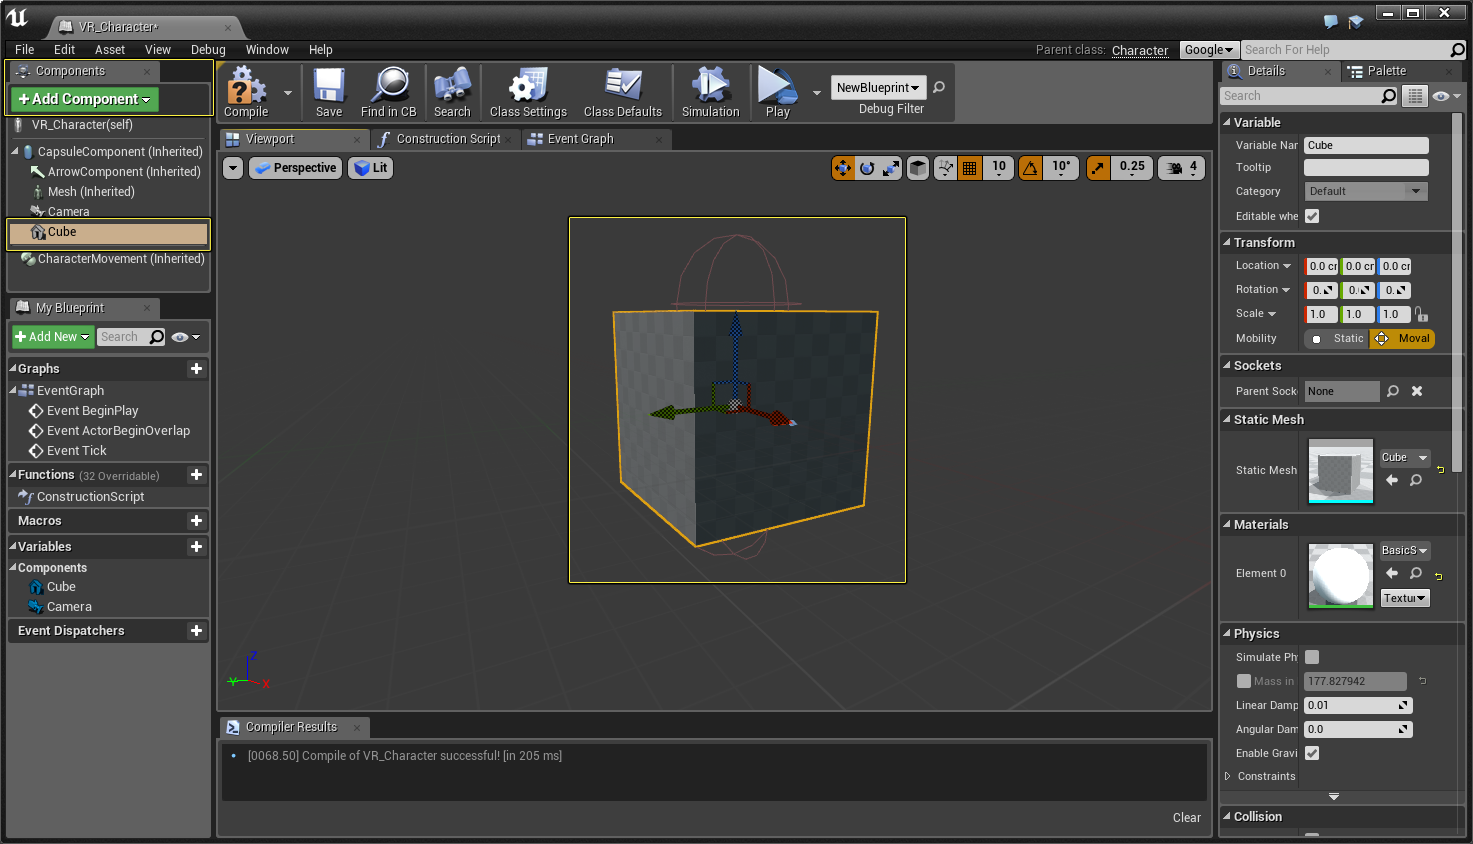 VR_Character*
File Edit Asset View Debug Window Help
Parent class: Character
Google
Search For Help
Components
+Add Component
VR_Character(self)
CapsuleComponent (Inherited)
ArrowComponent (Inherited)
Mesh (Inherited)
Camera
Cube
CharacterMovement (Inherited)
My Blueprint
+Add New
Search
Graphs
EventGraph
Event BeginPlay
Event ActorBeginOverlap
Event Tick
Functions (32 Overridable)
ConstructionScript
Macros
Variables
Components
Cube
Camera
Event Dispatchers
Compile
Save
Find in CB
Search
Class Settings
Class Defaults
Simulation
Play
NewBlueprint
Debug Filter
Viewport
Construction Script
Event Graph
Perspective
Lit
10
10°
0.25
4
Z
Y
X
Compiler Results
[0068.50] Compile of VR_Character successful! [in 205 ms]
Clear
Details
Palette
Search
Variable
Variable Nar Cube
Tooltip
Category Default
Editable whe
Transform
Location 0.0 cr 0.0 cr 0.0 cr
Rotation 0. 0. 0.
Scale 1.0 1.0 1.0
Mobility Static Moval
Sockets
Parent Sock None
Static Mesh
Static Mesh Cube
Materials
Element 0 BasicS
Textur
Physics
Simulate Phy
Mass in 177.827942
Linear Damp 0.01
Angular Dam 0.0
Enable Gravi
Constraints
Collision